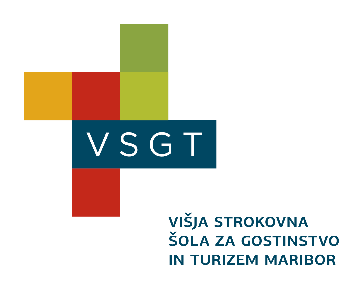 VSGT
VIŠJA STROKOVNA
ŠOLA ZA GOSTINSTVO
IN TURIZEM MARIBOR